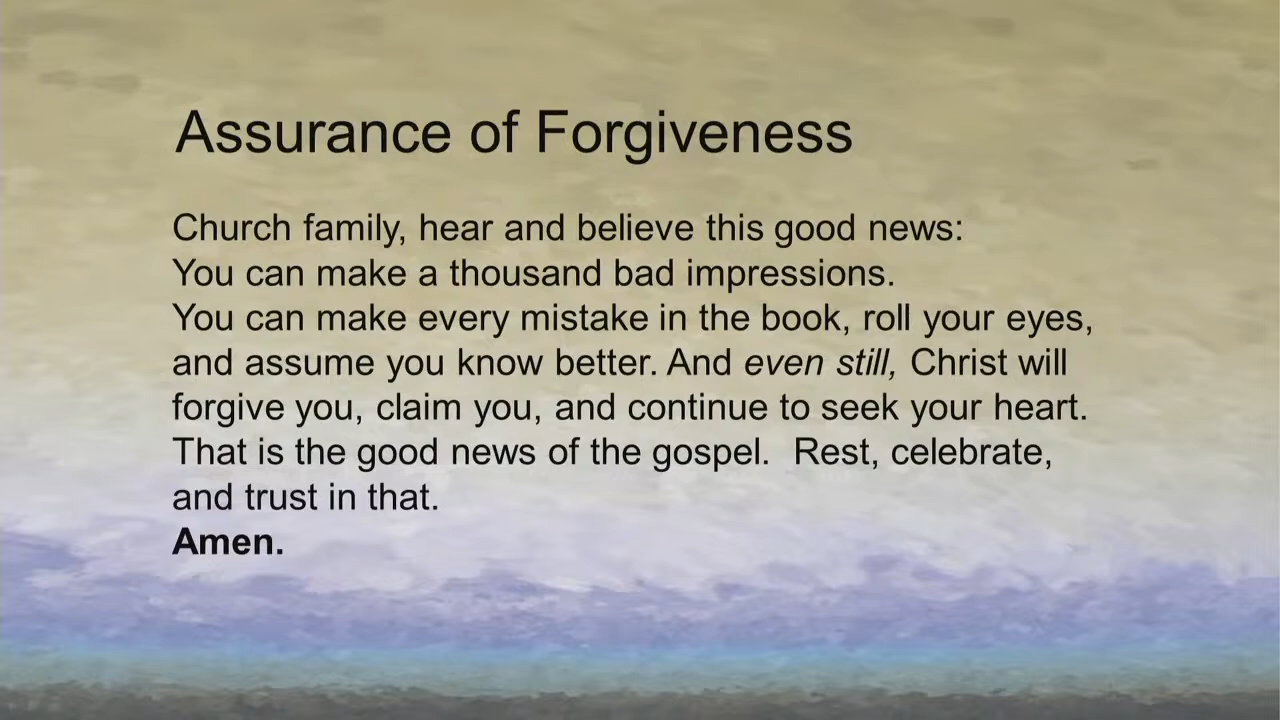 Assurance of Forgiveness
Church family, hear and believe this good news:
You can make a thousand bad impressions.
You can make every mistake in the book, roll your eyes,
and assume you know better. And even still, Christ will
forgive you, claim you, and continue to seek your heart.
That is the good news of the gospel.  Rest, celebrate,
and trust in that.
Amen.